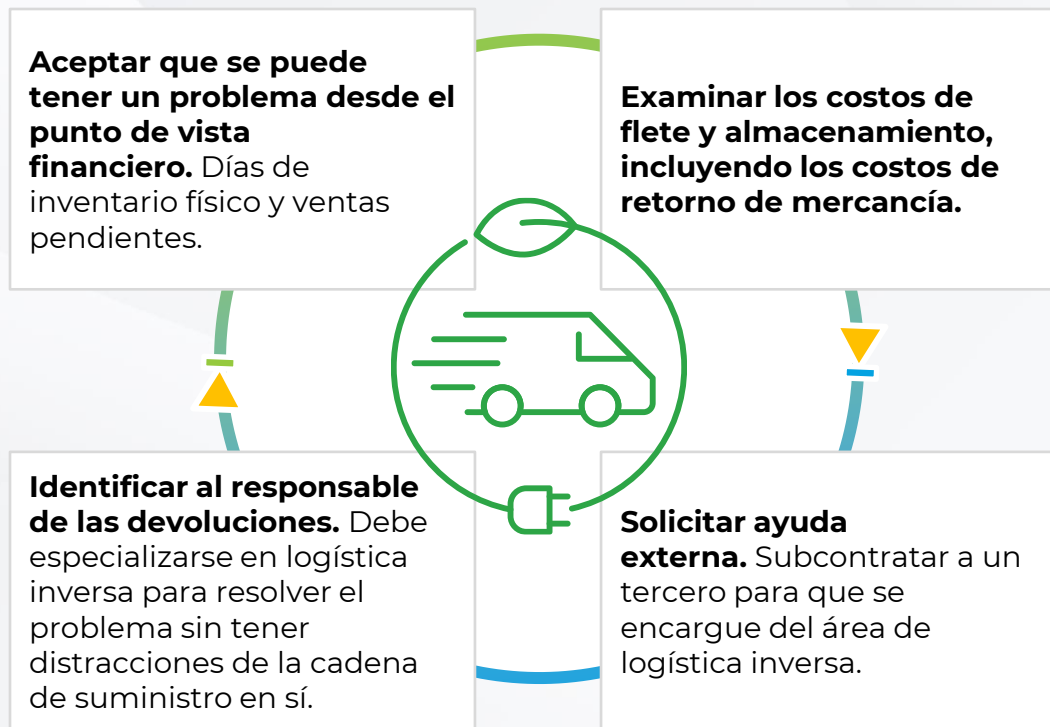 Aceptar que se puede
tener un problema desde el
punto de vista
financiero. Días de
inventario físico y ventas
pendientes.
Examinar los costos de
flete y almacenamiento,
incluyendo los costos de
retorno de mercancía.
Identificar al responsable
de las devoluciones. Debe
especializarse en logística
inversa para resolver el
problema sin tener
distracciones de la cadena
de suministro en sí.
Solicitar ayuda
externa. Subcontratar a un
tercero para que se
encargue del área de
logística inversa.